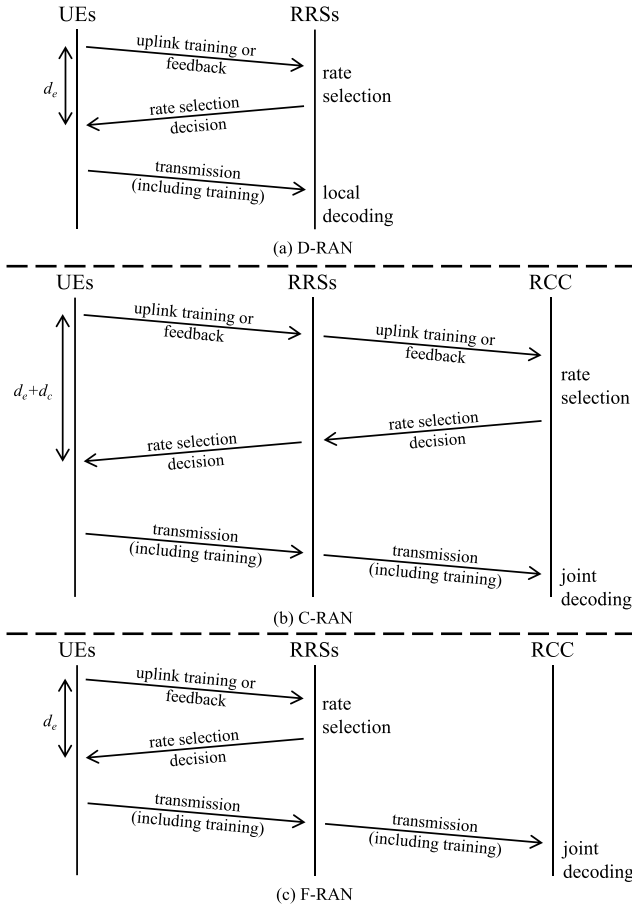 UEs RRSs
uplink training or
feedback
rate
selection
d_e
rate selection
decision
transmission
(including training)
local
decoding
(a) D-RAN
UEs RRSs RCC
uplink training or
feedback
uplink training or
feedback
d_e+d_c
rate
selection
rate selection
decision
rate selection
decision
transmission
(including training)
transmission
(including training)
joint
decoding
(b) C-RAN
UEs RRSs RCC
uplink training or
feedback
rate
selection
d_e
rate selection
decision
transmission
(including training)
transmission
(including training)
joint
decoding
(c) F-RAN